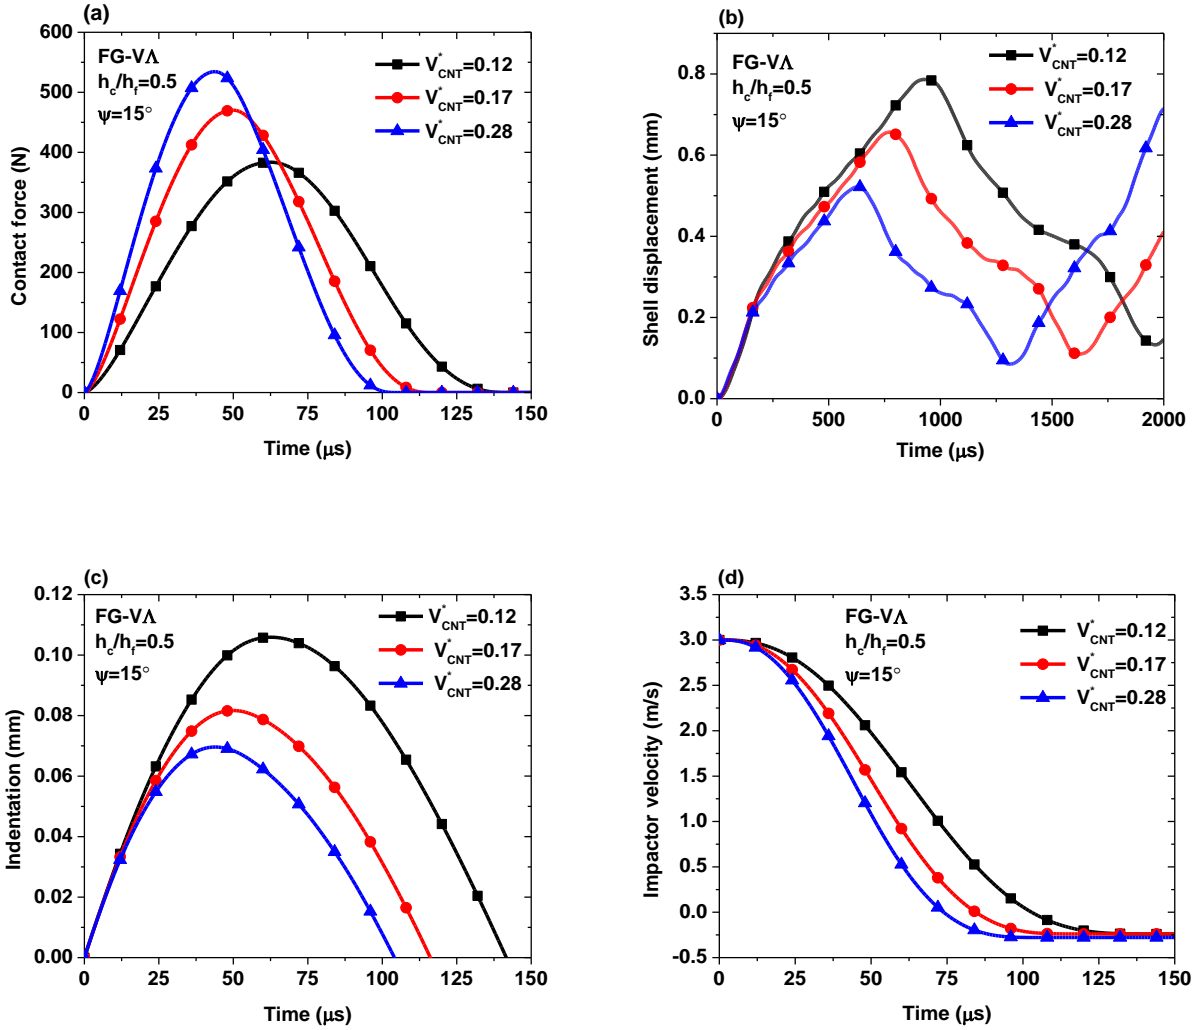 (a)
600
500
400
300
200
100
0
Contact force (N)
FG-VΛ
h_c/h_f=0.5
ψ=15°
V*_CNT=0.12
V*_CNT=0.17
V*_CNT=0.28
0 25 50 75 100 125 150
Time (μs)
(b)
0.8
0.6
0.4
0.2
0.0
Shell displacement (mm)
FG-VΛ
h_c/h_f=0.5
ψ=15°
V*_CNT=0.12
V*_CNT=0.17
V*_CNT=0.28
0 500 1000 1500 2000
Time (μs)
(c)
0.12
0.10
0.08
0.06
0.04
0.02
0.00
Indentation (mm)
FG-VΛ
h_c/h_f=0.5
ψ=15°
V*_CNT=0.12
V*_CNT=0.17
V*_CNT=0.28
0 25 50 75 100 125 150
Time (μs)
(d)
3.5
3.0
2.5
2.0
1.5
1.0
0.5
0.0
-0.5
Impactor velocity (m/s)
FG-VΛ
h_c/h_f=0.5
ψ=15°
V*_CNT=0.12
V*_CNT=0.17
V*_CNT=0.28
0 25 50 75 100 125 150
Time (μs)